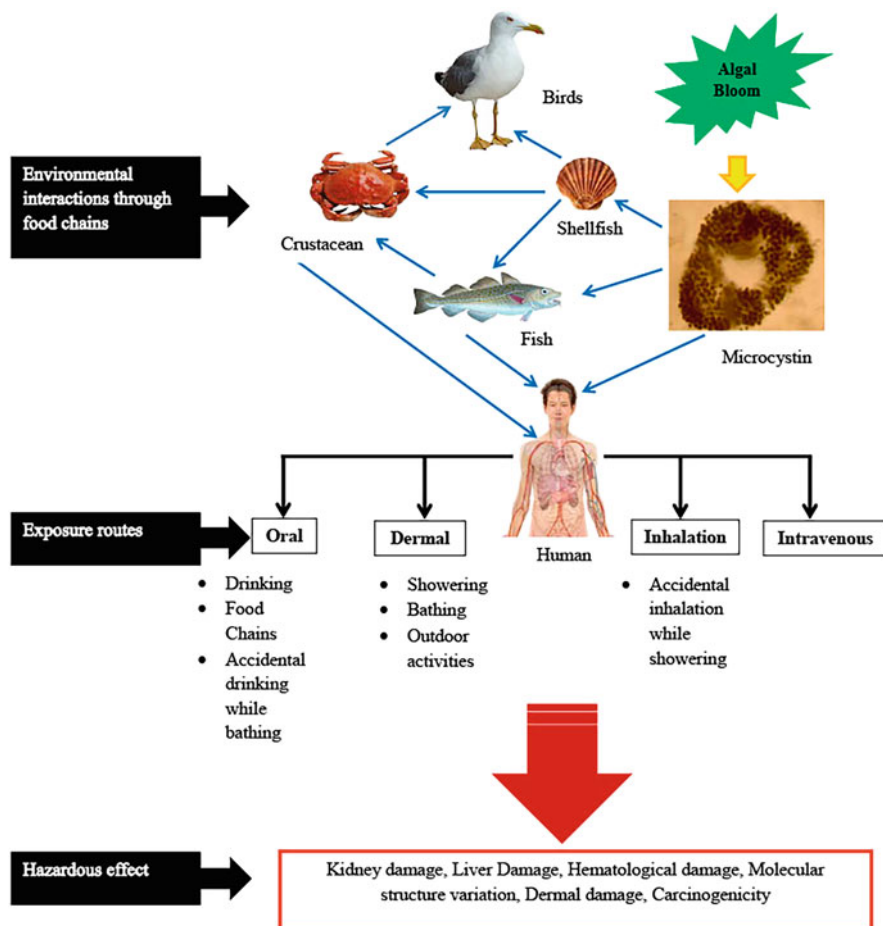 Algal
Bloom
Birds
Environmental
interactions through
food chains
Shellfish
Crustacean
Fish
Microcystin
Exposure routes
Oral
Dermal
Human
Inhalation
Intravenous
• Drinking
• Food
Chains
• Accidental
drinking
while
bathing
• Showering
• Bathing
• Outdoor
activities
• Accidental
inhalation
while
showering
Hazardous effect
Kidney damage, Liver Damage, Hematological damage, Molecular
structure variation, Dermal damage, Carcinogenicity